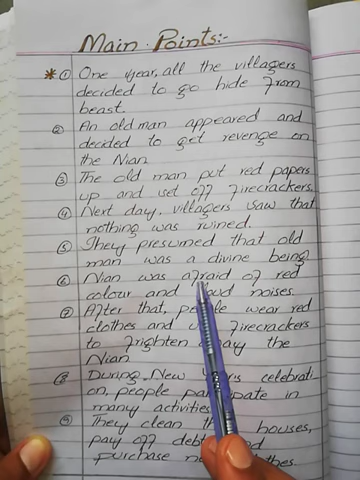 Main Points:-
* ① One year, all the villagers
decided to go hide from
beast.
② An old man appeared and
decided to get revenge on
the Nian
③ The old man put red papers
up and set off firecrackers.
④ Next day, villagers saw that
nothing was ruined.
⑤ They presumed that old
man was a divine being
⑥ Nian was afraid of red
colour and loud noises.
⑦ After that, people wear red
clothes and firecrackers
to frighten away the
Nian
⑧ During New celebrati
on, people participate in
many activities
⑨ They clean houses,
pay off debts and
purchase clothes.